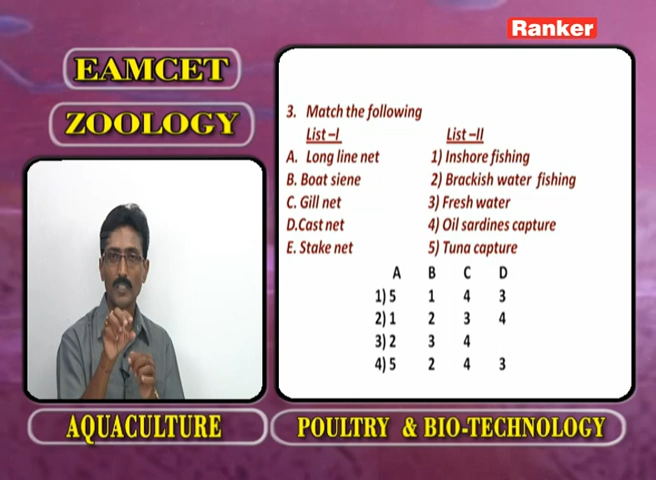 Ranker
EAMCET
ZOOLOGY
3. Match the following
List –I List –II
A. Long line net 1) Inshore fishing
B. Boat siene 2) Brackish water fishing
C. Gill net 3) Fresh water
D.Cast net 4) Oil sardines capture
E. Stake net 5) Tuna capture
A B C D
1) 5 1 4 3
2) 1 2 3 4
3) 2 3 4
4) 5 2 4 3
AQUACULTURE
POULTRY & BIO-TECHNOLOGY